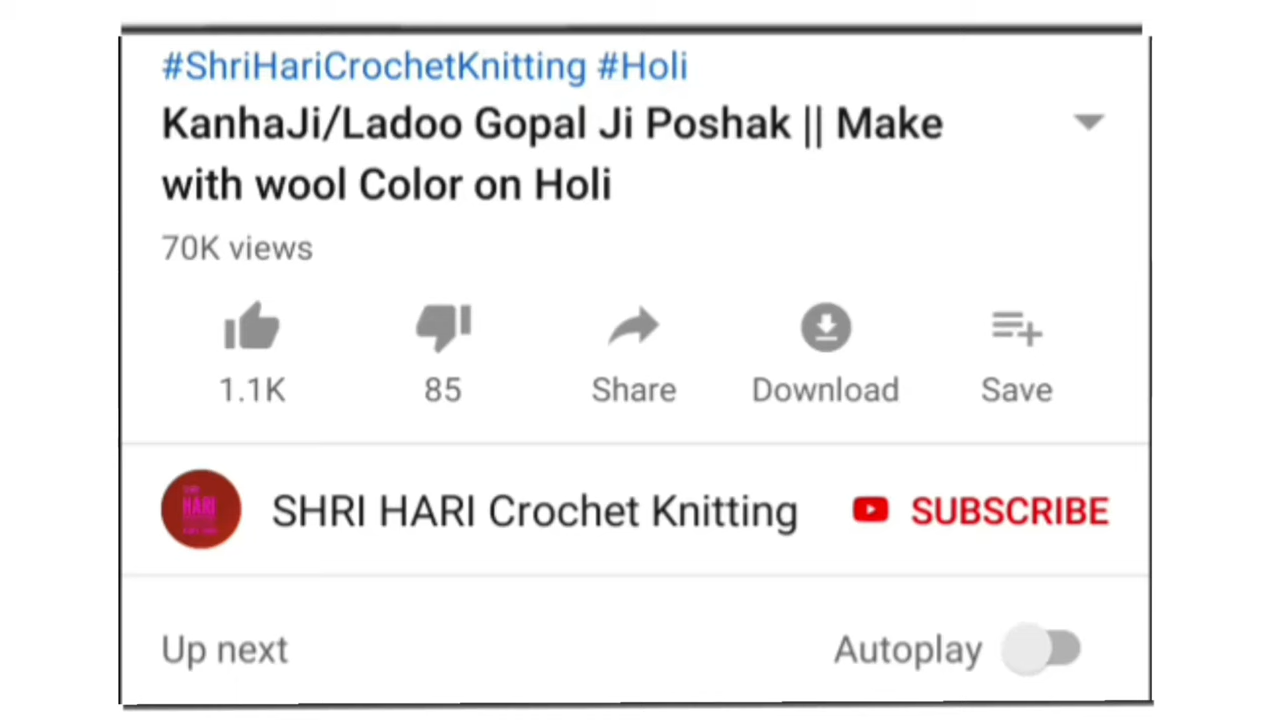 #ShriHariCrochetKnitting #Holi
KanhaJi/Ladoo Gopal Ji Poshak || Make
with wool Color on Holi
70K views
1.1K 85 Share Download Save
HARI
SHRI HARI Crochet Knitting SUBSCRIBE
Up next Autoplay